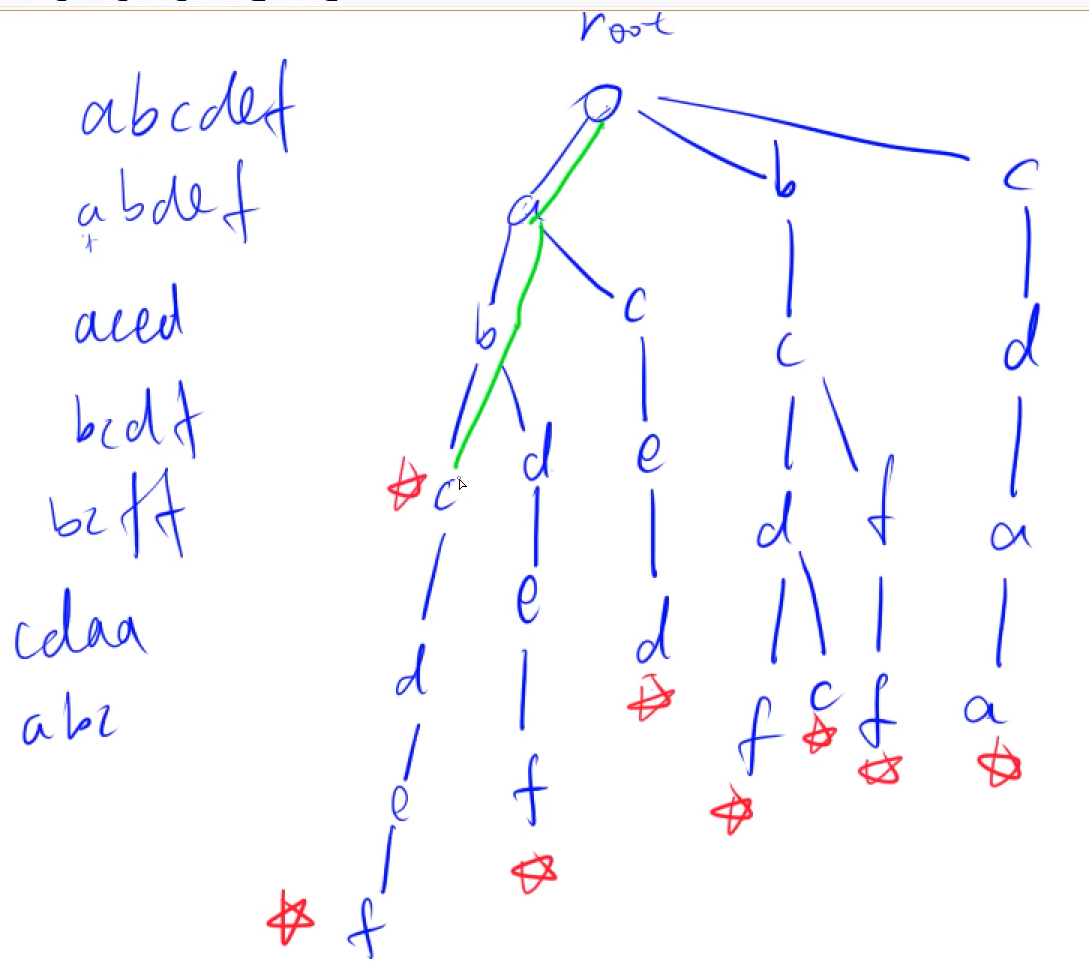 root
abcdef
abdef
aced
bcdf
bcff
cdaa
abc
a b c
b c c d
c d e d f a
d e d f c f a
e f
f